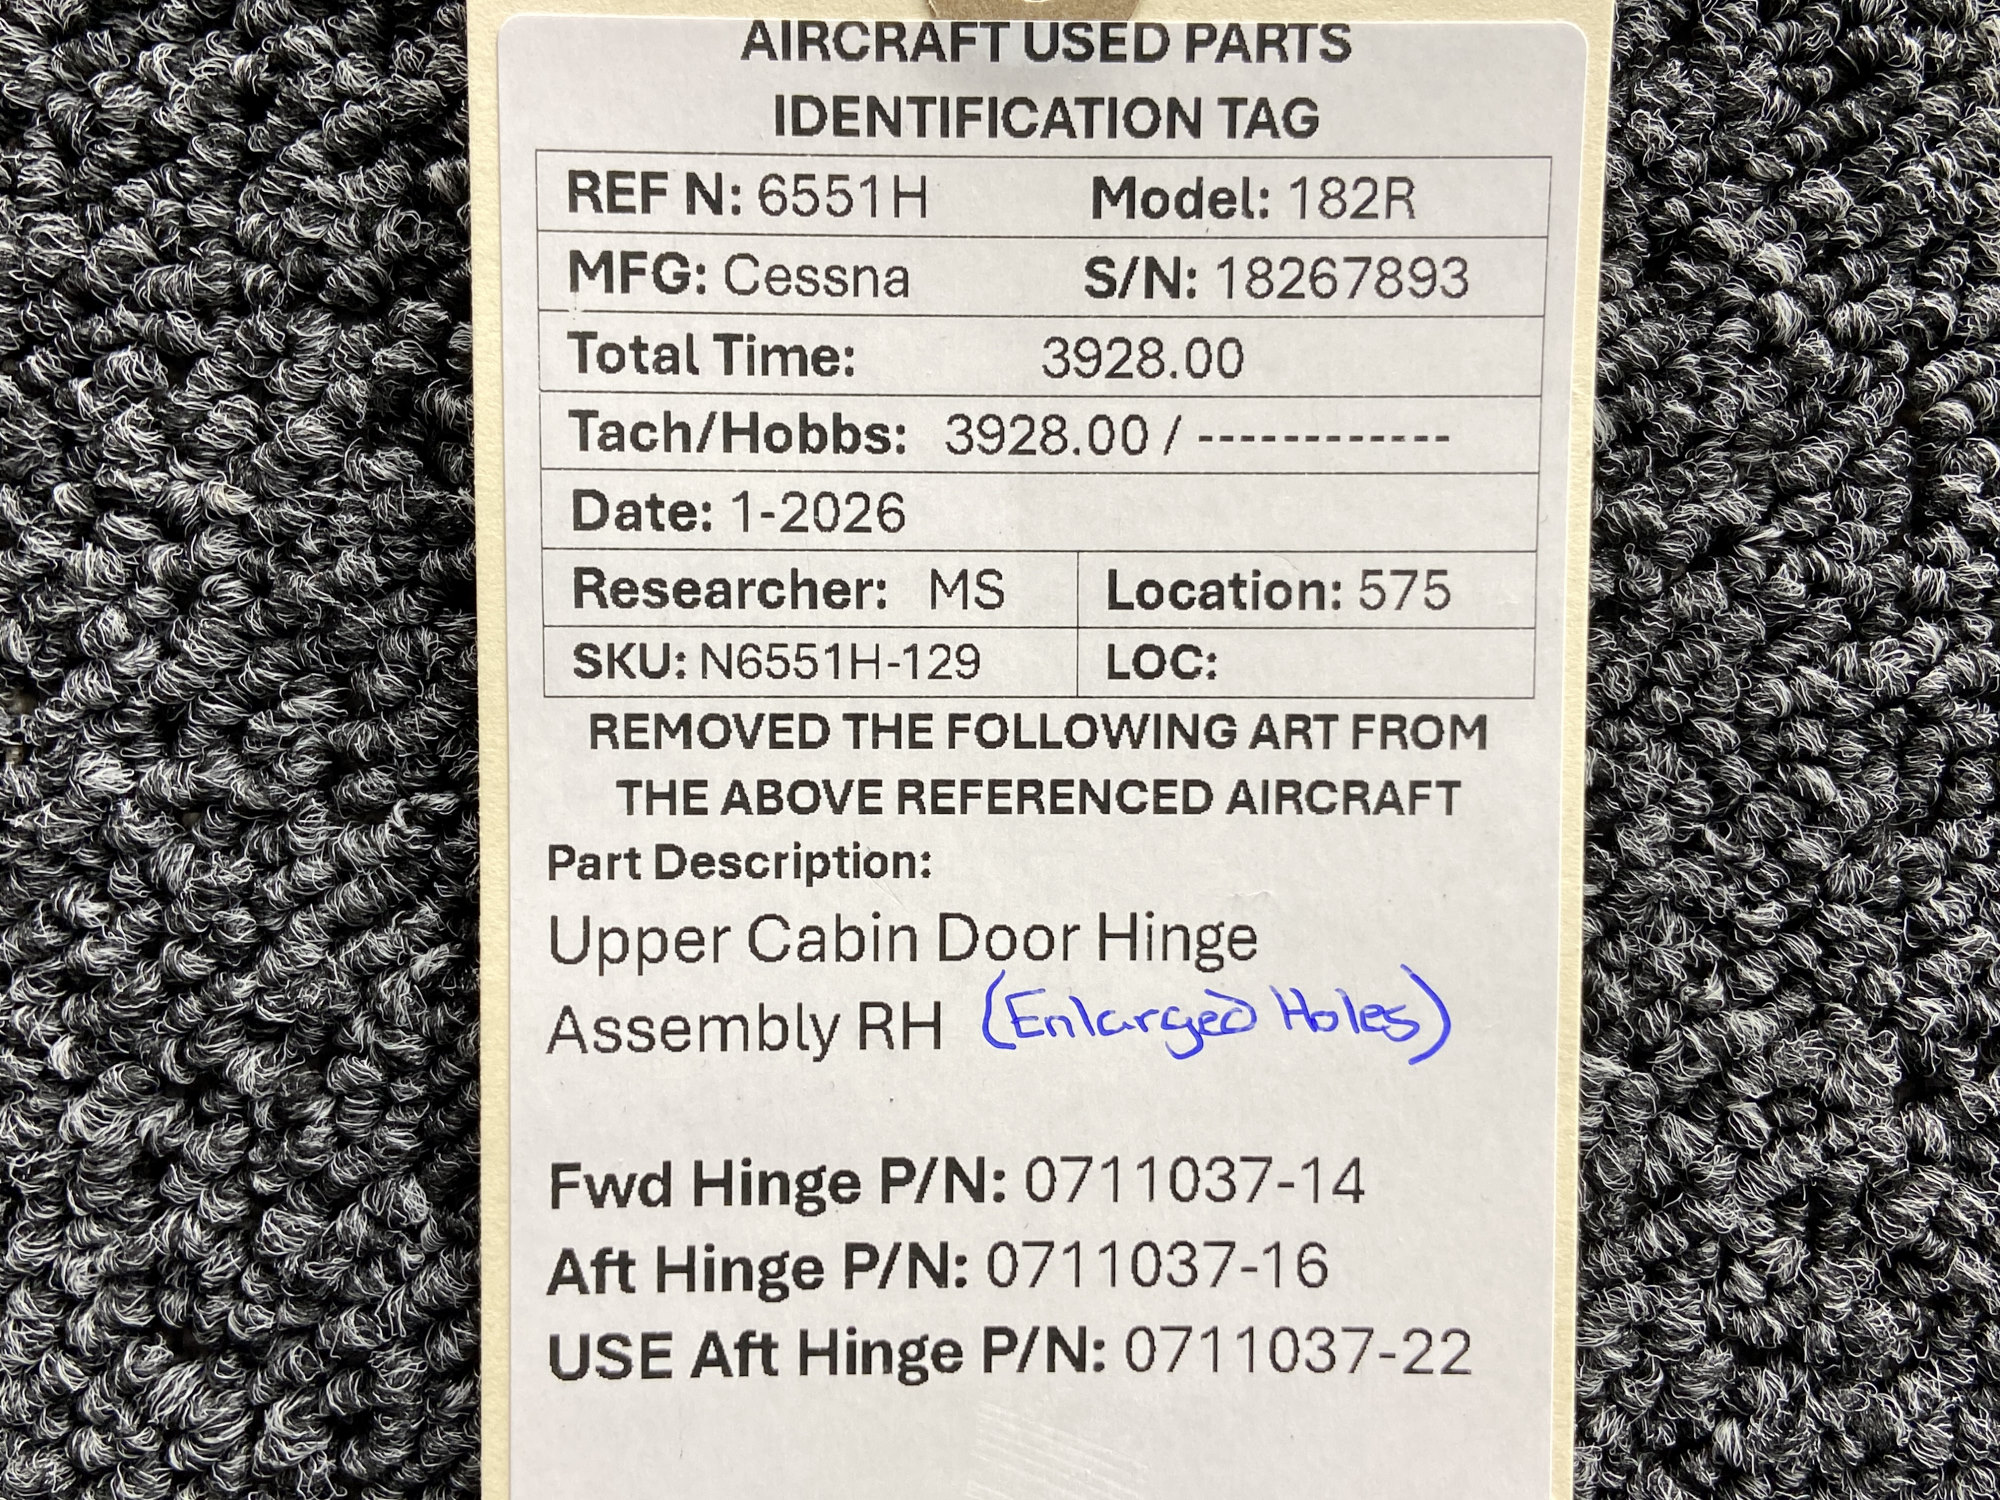 AIRCRAFT USED PARTS
IDENTIFICATION TAG
REF N: 6551H Model: 182R
MFG: Cessna S/N: 18267893
Total Time: 3928.00
Tach/Hobbs: 3928.00 / ------------
Date: 1-2026
Researcher: MS Location: 575
SKU: N6551H-129 LOC:
REMOVED THE FOLLOWING ART FROM
THE ABOVE REFERENCED AIRCRAFT
Part Description:
Upper Cabin Door Hinge
Assembly RH (Enlarged Holes)
Fwd Hinge P/N: 0711037-14
Aft Hinge P/N: 0711037-16
USE Aft Hinge P/N: 0711037-22